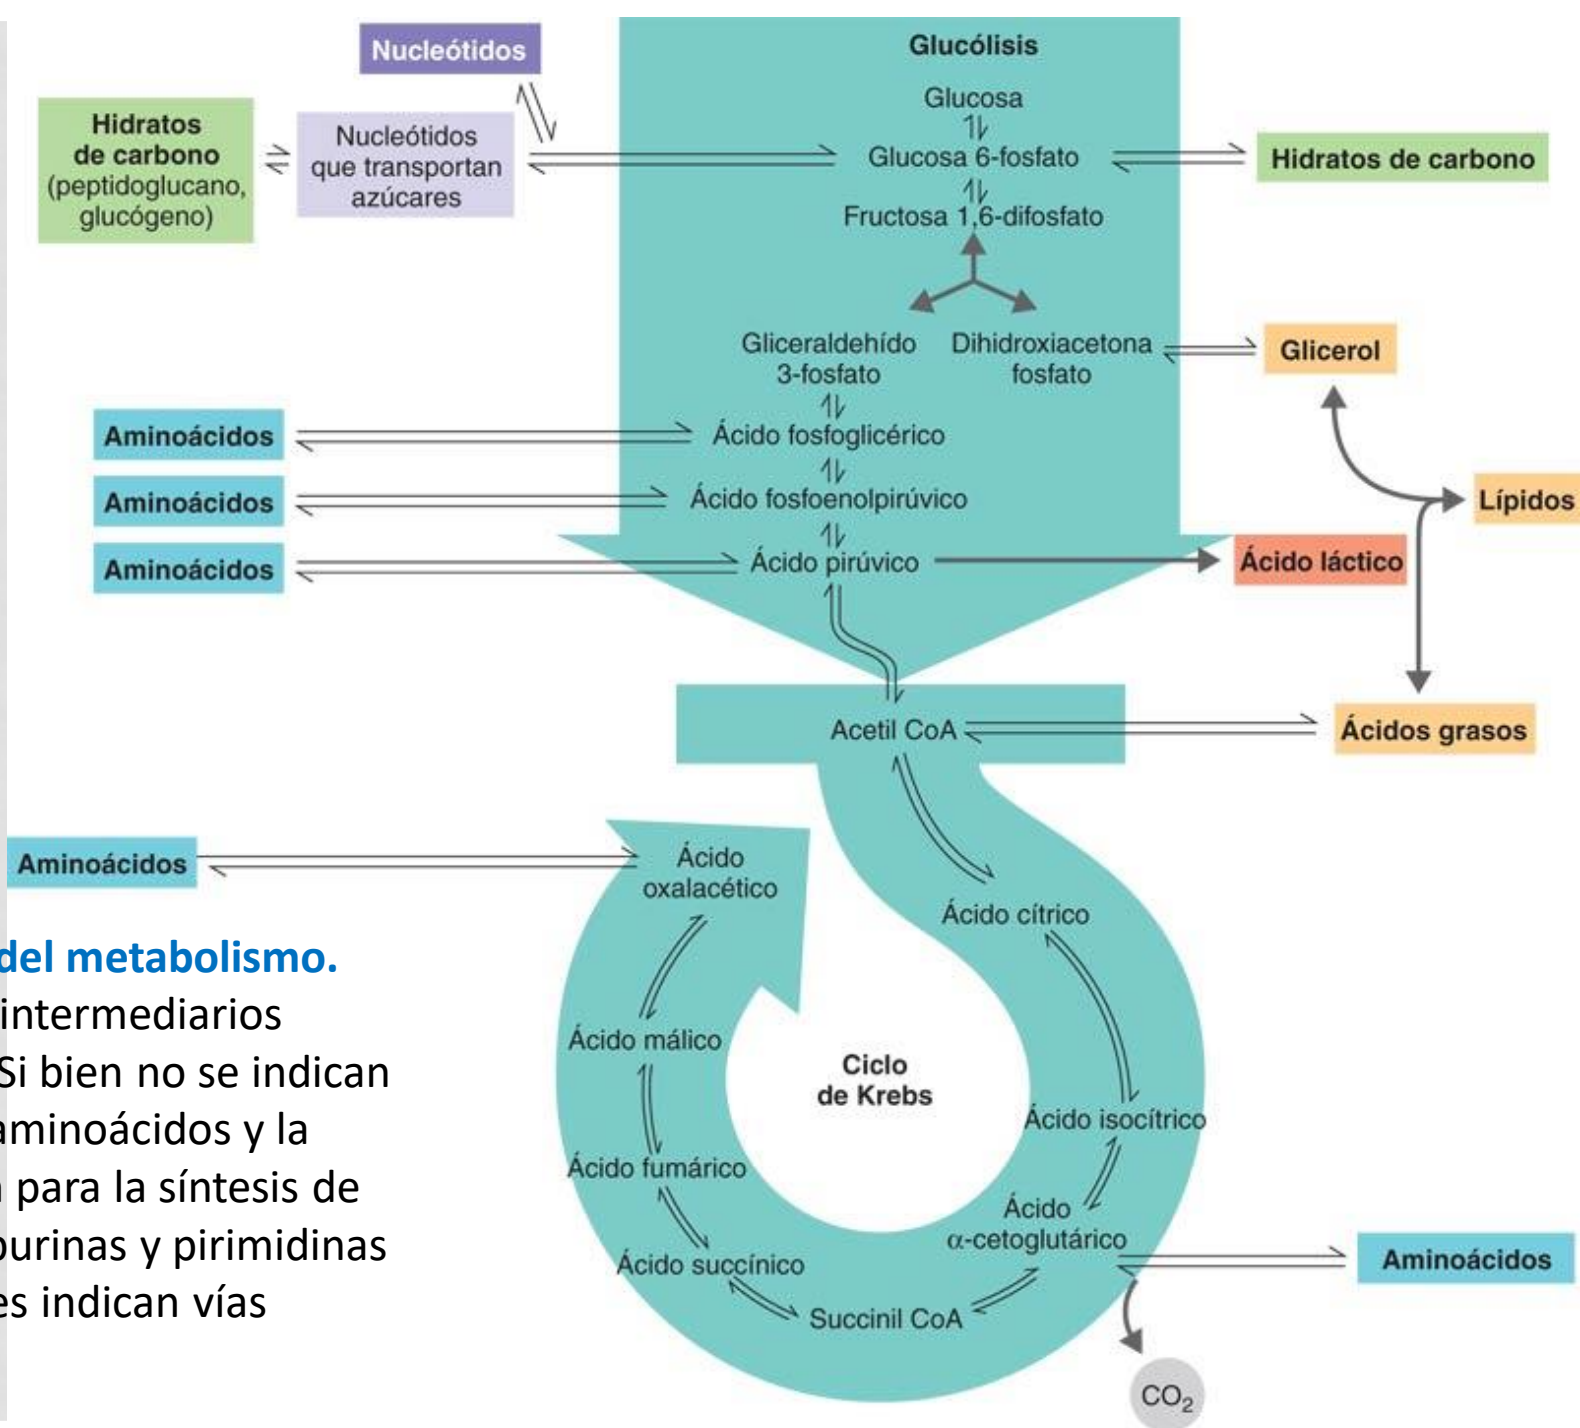 Nucleótidos
Glucólisis
Glucosa
Hidratos
de carbono
(peptidoglucano,
glucógeno)
Nucleótidos
que transportan
azúcares
Glucosa 6-fosfato
Hidratos de carbono
Fructosa 1,6-difosfato
Gliceraldehído
3-fosfato
Dihidroxiacetona
fosfato
Glicerol
Aminoácidos
Ácido fosfoglicérico
Aminoácidos
Ácido fosfoenolpirúvico
Lípidos
Aminoácidos
Ácido pirúvico
Ácido láctico
Acetil CoA
Ácidos grasos
Aminoácidos
Ácido
oxalacético
Ácido cítrico
Ácido málico
Ciclo
de Krebs
Ácido isocítrico
Ácido fumárico
Ácido
α-cetoglutárico
Aminoácidos
Ácido succínico
Succinil CoA
CO₂
del metabolismo.
intermediarios
Si bien no se indican
aminoácidos y la
para la síntesis de
purinas y pirimidinas
indican vías